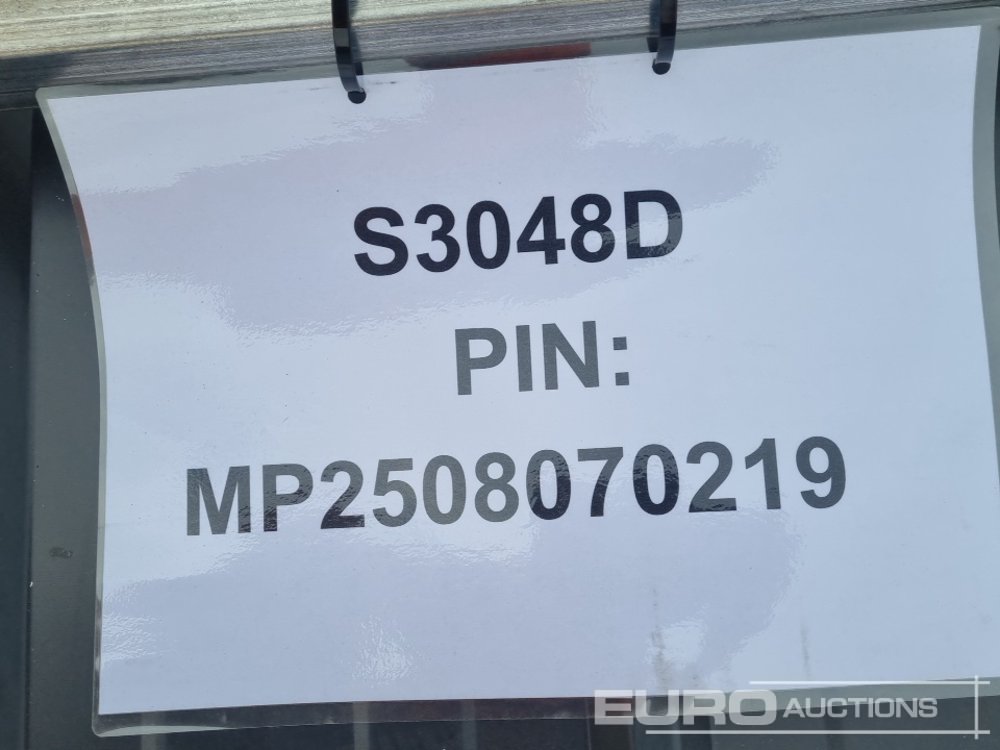 S3048D
PIN:
MP2508070219
EURO AUCTIONS